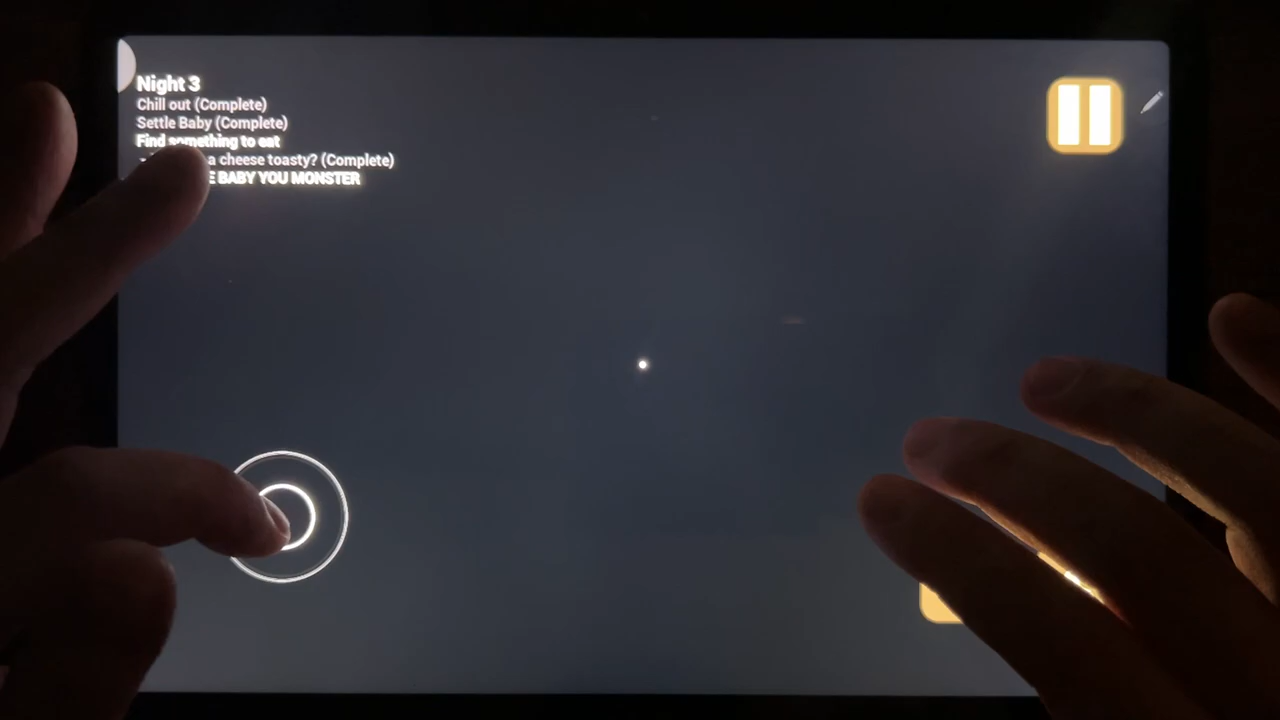 Night 3
Chill out (Complete)
Settle Baby (Complete)
Find something to eat
a cheese toasty? (Complete)
BABY YOU MONSTER